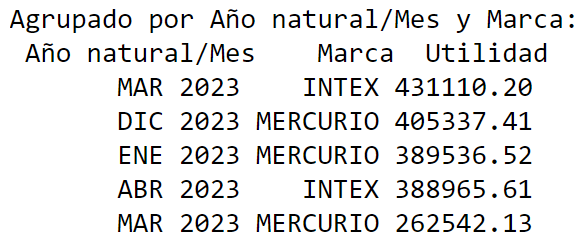 Agrupado por Año natural/Mes y Marca:
Año natural/Mes Marca Utilidad
MAR 2023 INTEX 431110.20
DIC 2023 MERCURIO 405337.41
ENE 2023 MERCURIO 389536.52
ABR 2023 INTEX 388965.61
MAR 2023 MERCURIO 262542.13